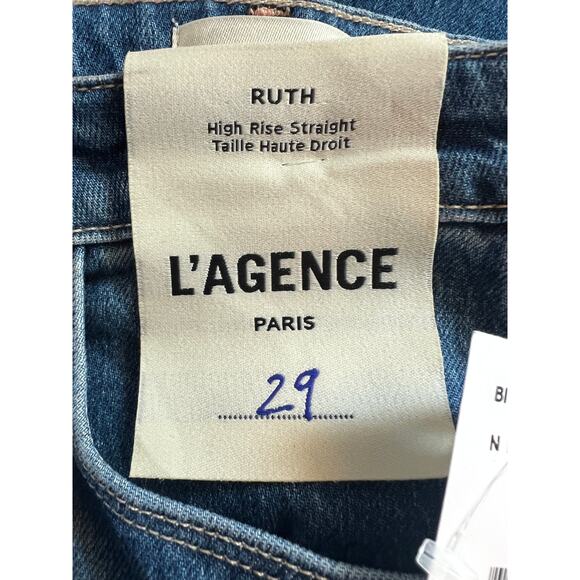 RUTH
High Rise Straight
Taille Haute Droit
L'AGENCE
PARIS
29